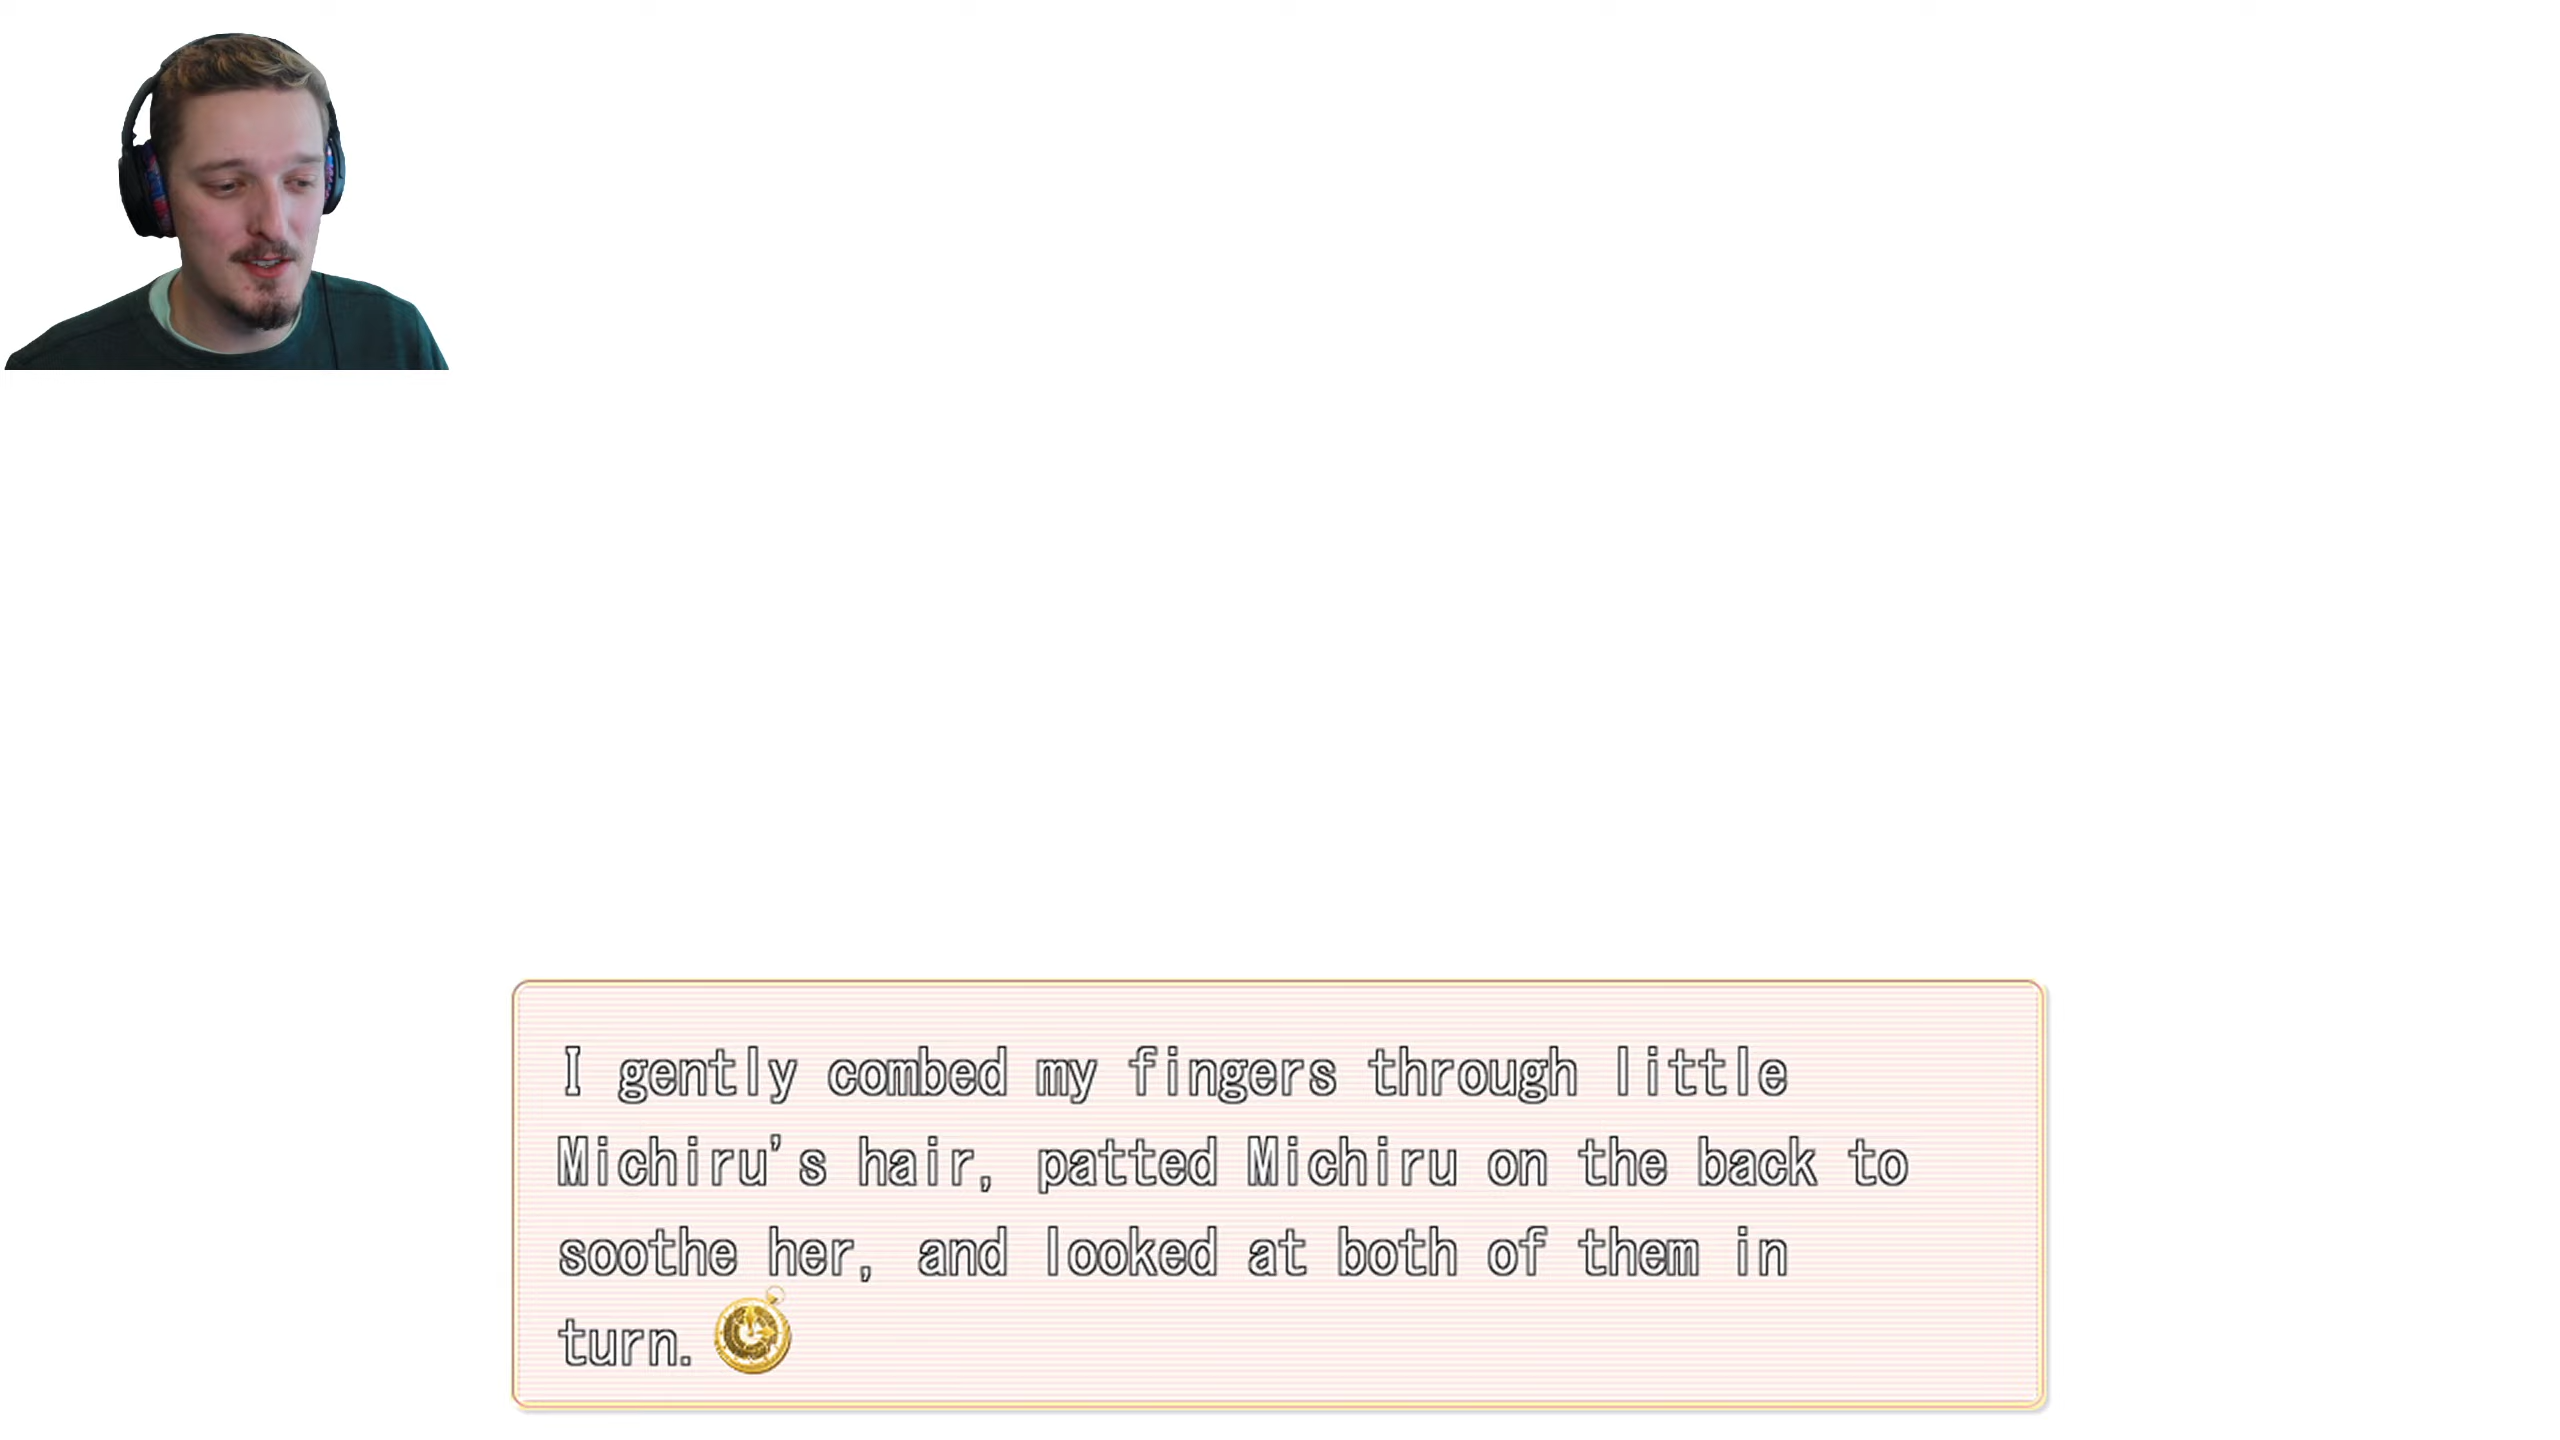 I gently combed my fingers through little
Michiru's hair, patted Michiru on the back to
soothe her, and looked at both of them in
turn.